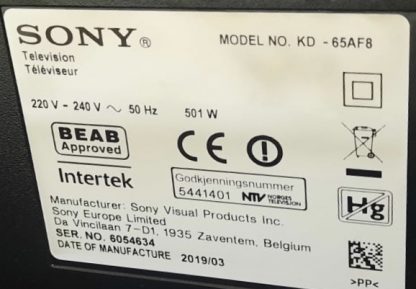 SONY®
MODEL NO. KD - 65AF8
Television
Téléviseur
220 V - 240 V ~ 50 Hz 501 W
BEAB
Approved
CE
Intertek
Godkjenningsnummer
5441401 NTV NORGES
TELEVISION
Hg
Manufacturer: Sony Visual Products Inc.
Sony Europe Limited
Da Vincilaan 7-D1, 1935 Zaventem, Belgium
SER. NO. 6054634
DATE OF MANUFACTURE 2019/03
>PP<